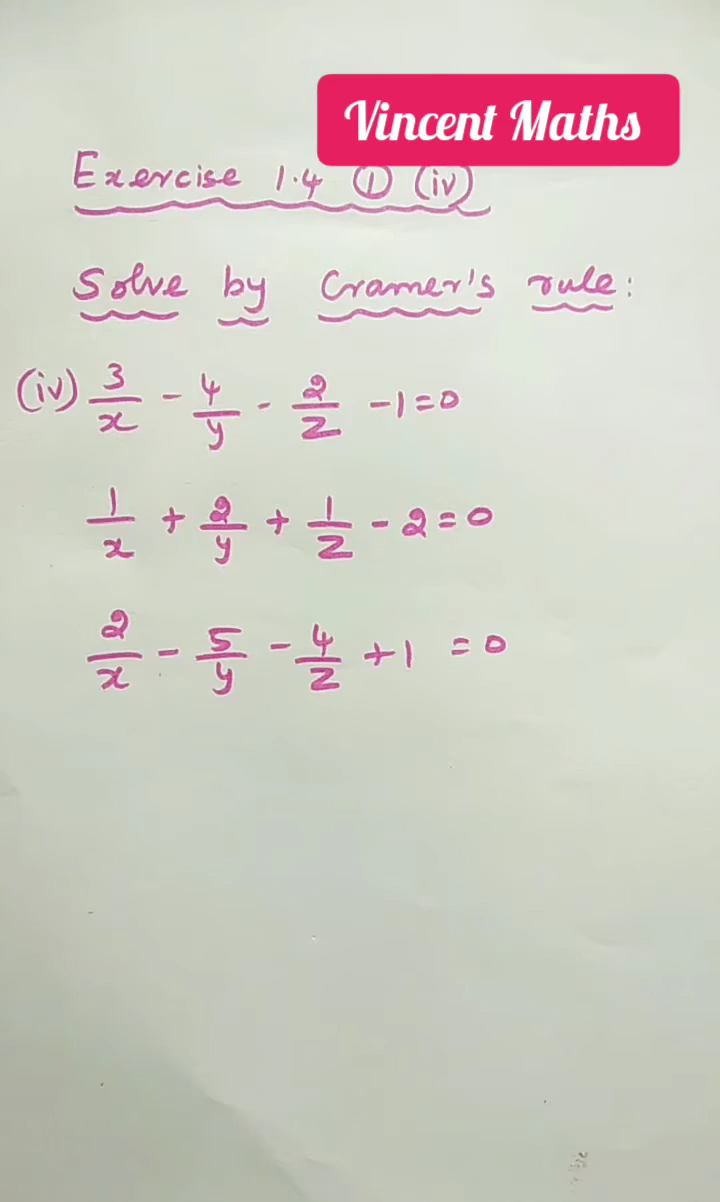 Vincent Maths
Exercise 1.4 ① (iv)
Solve by Cramer's rule:
(iv) 3/x - 4/y - 2/z - 1 = 0
1/x + 2/y + 1/z - 2 = 0
2/x - 5/y - 4/z + 1 = 0